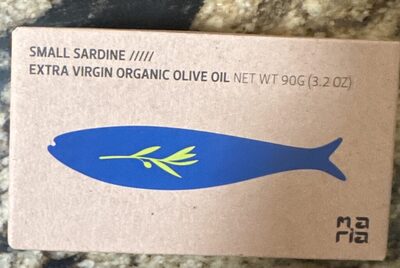 SMALL SARDINE /////
EXTRA VIRGIN ORGANIC OLIVE OIL NET WT 90G (3.2 OZ)
ma
ria